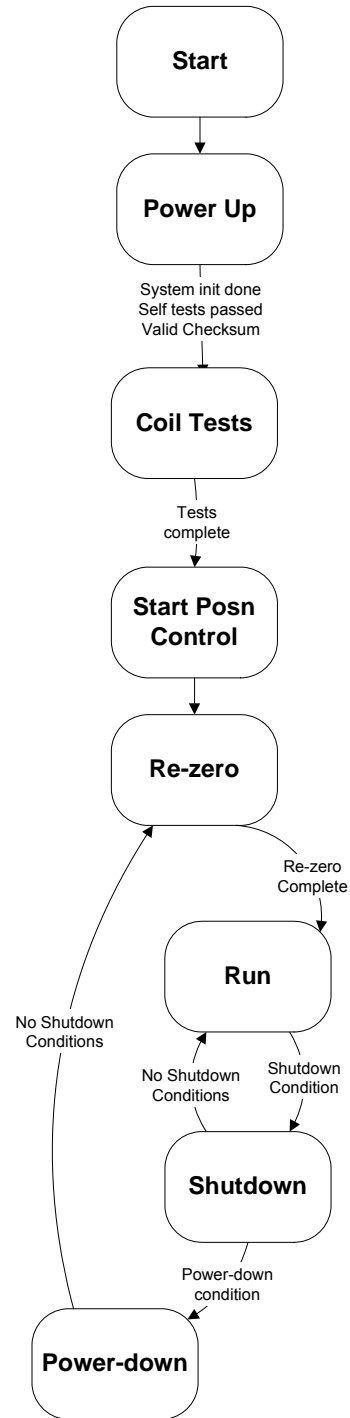 Start
Power Up
System init done
Self tests passed
Valid Checksum
Coil Tests
Tests
complete
Start Posn
Control
Re-zero
Re-zero
Complete
Run
No Shutdown
Conditions
No Shutdown
Conditions
Shutdown
Condition
Shutdown
Power-down
condition
Power-down